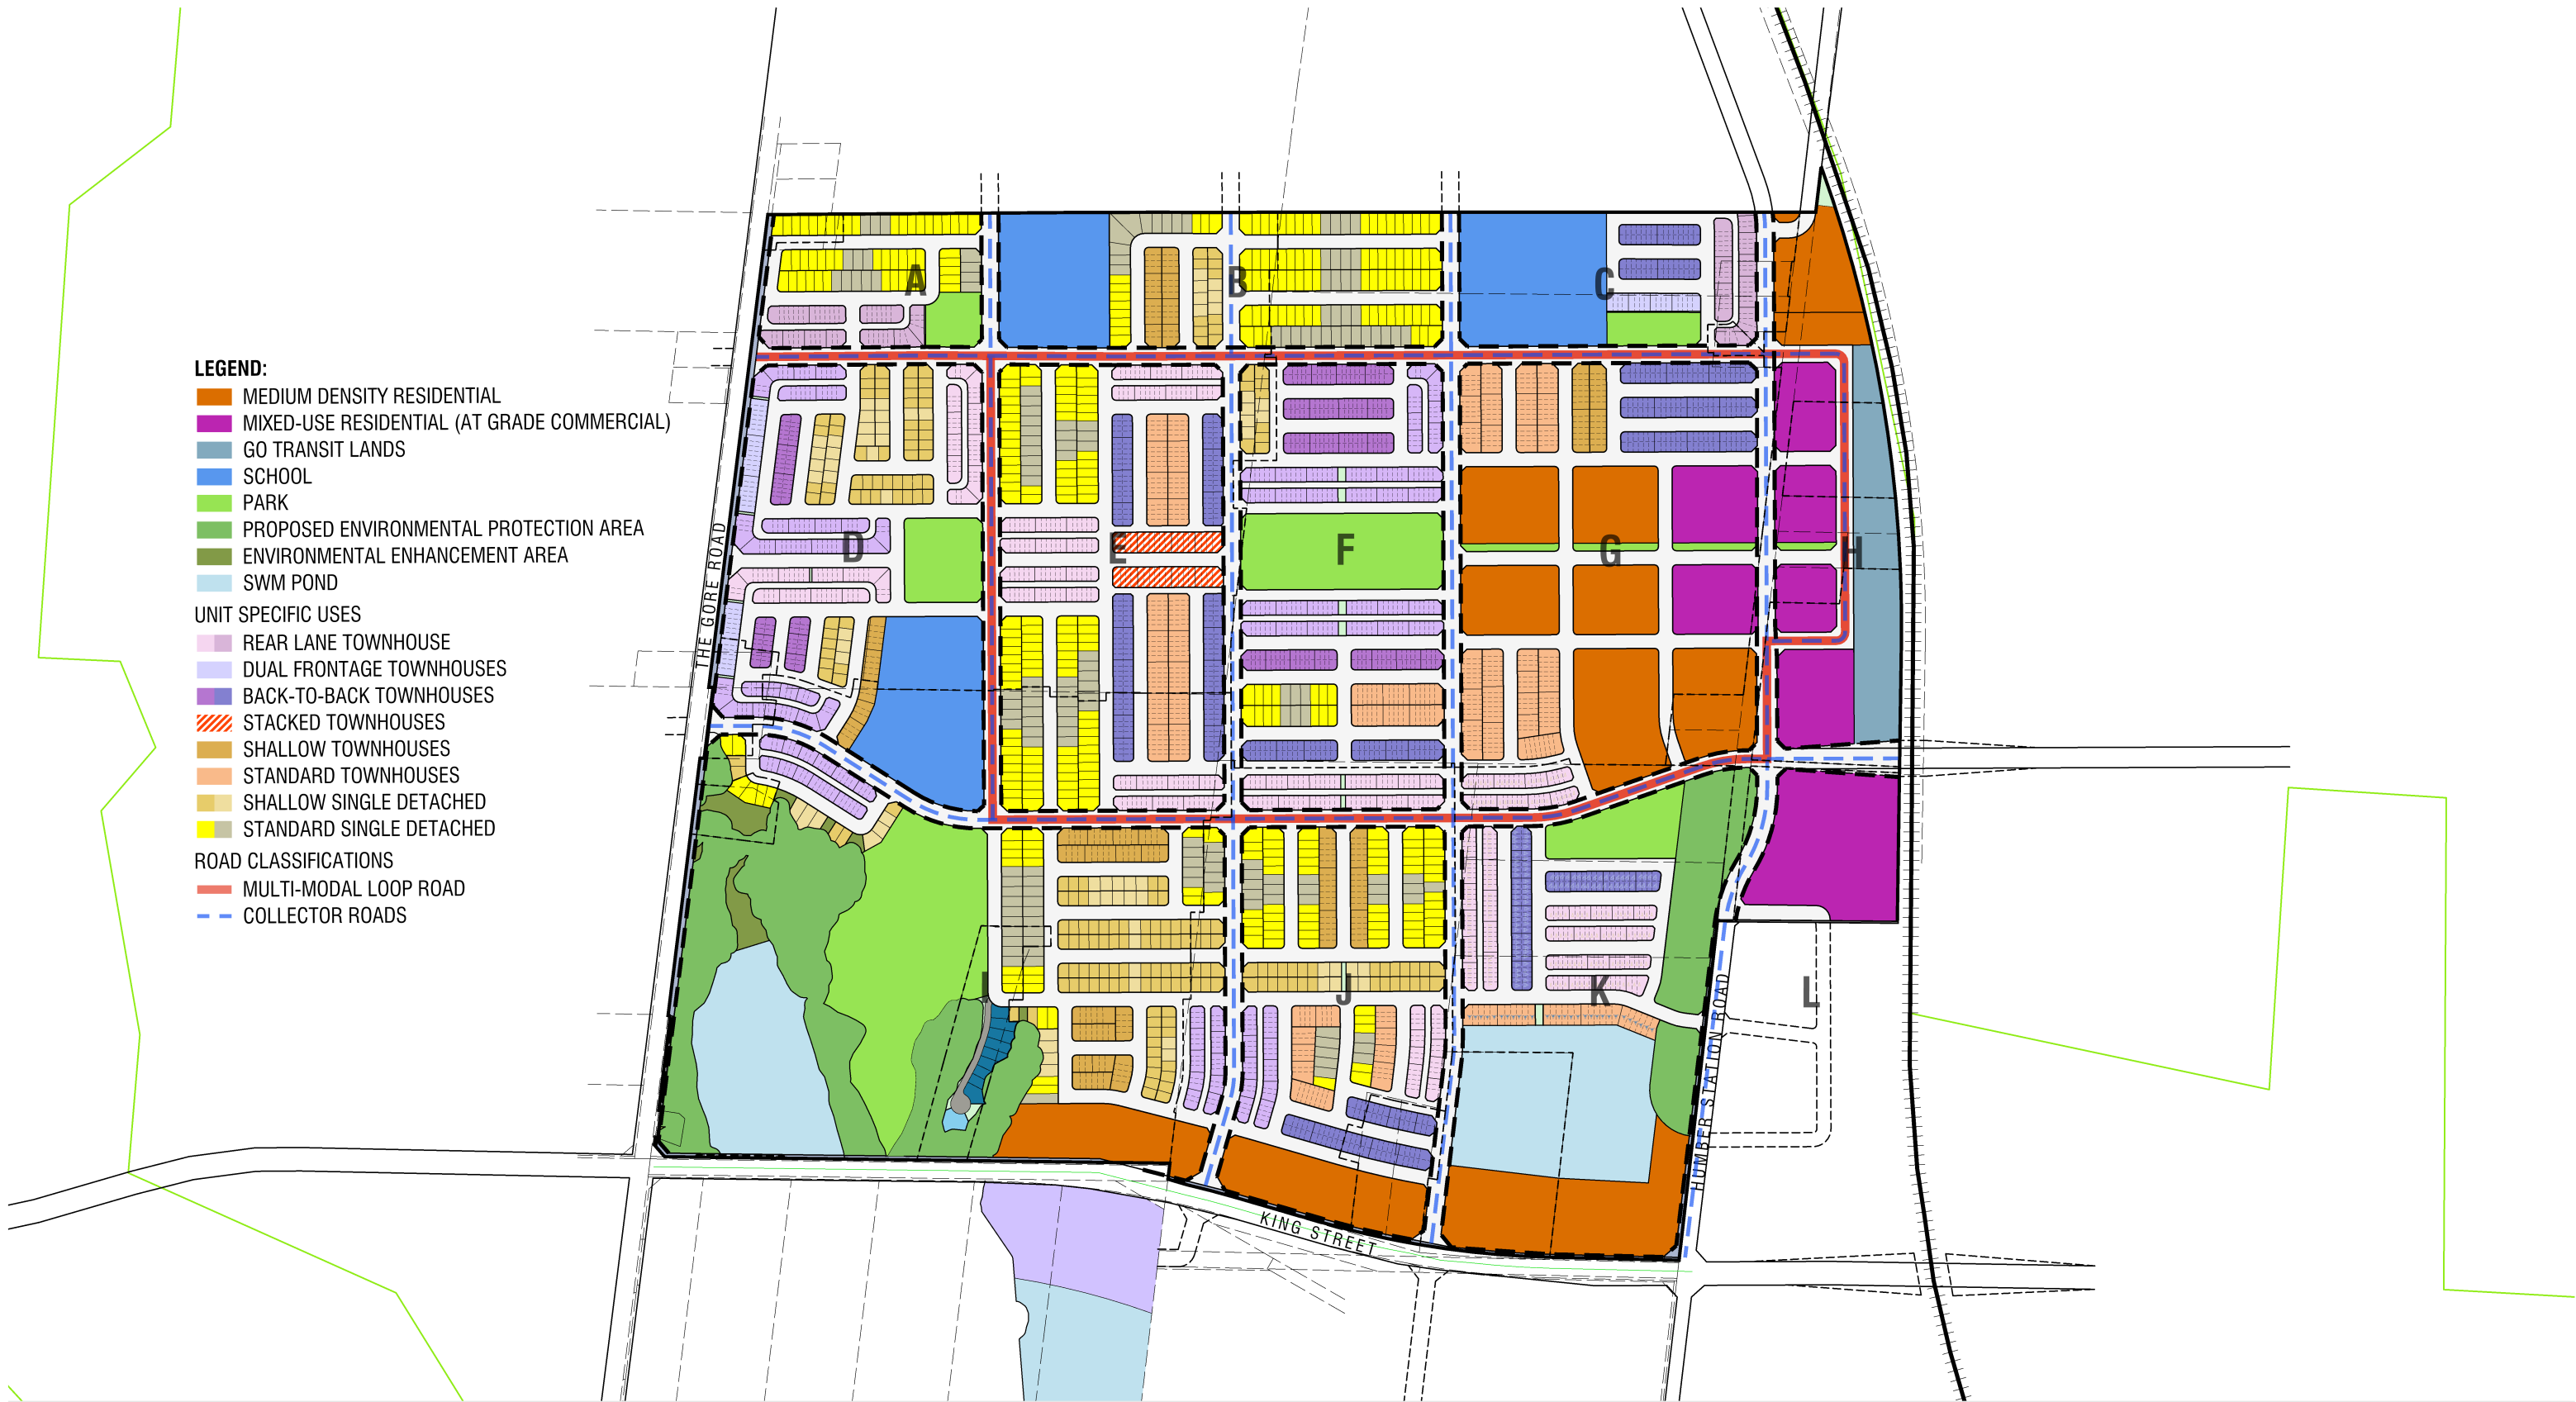 LEGEND:
MEDIUM DENSITY RESIDENTIAL
MIXED-USE RESIDENTIAL (AT GRADE COMMERCIAL)
GO TRANSIT LANDS
SCHOOL
PARK
PROPOSED ENVIRONMENTAL PROTECTION AREA
ENVIRONMENTAL ENHANCEMENT AREA
SWM POND
UNIT SPECIFIC USES
REAR LANE TOWNHOUSE
DUAL FRONTAGE TOWNHOUSES
BACK-TO-BACK TOWNHOUSES
STACKED TOWNHOUSES
SHALLOW TOWNHOUSES
STANDARD TOWNHOUSES
SHALLOW SINGLE DETACHED
STANDARD SINGLE DETACHED
ROAD CLASSIFICATIONS
MULTI-MODAL LOOP ROAD
COLLECTOR ROADS
A
B
C
D
E
F
G
H
I
J
K
L
THE GORE ROAD
HUMBER STATION ROAD
KING STREET